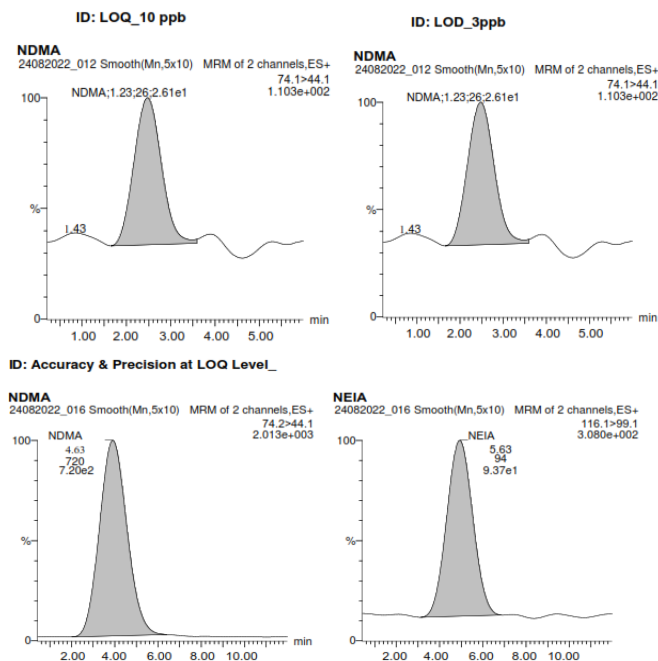 ID: LOQ_10 ppb
NDMA
24082022_012 Smooth(Mn,5x10) MRM of 2 channels,ES+
74.1>44.1
1.103e+002
NDMA;1.23;26;2.61e1
100
%
1.43
0
min
1.00 2.00 3.00 4.00 5.00
ID: LOD_3ppb
NDMA
24082022_012 Smooth(Mn,5x10) MRM of 2 channels,ES+
74.1>44.1
1.103e+002
NDMA;1.23;26;2.61e1
100
%
1.43
0
min
1.00 2.00 3.00 4.00 5.00
ID: Accuracy & Precision at LOQ Level_
NDMA
24082022_016 Smooth(Mn,5x10) MRM of 2 channels,ES+
74.2>44.1
2.013e+003
NDMA
4.63
720
7.20e2
100
%
0
min
2.00 4.00 6.00 8.00 10.00
NEIA
24082022_016 Smooth(Mn,5x10) MRM of 2 channels,ES+
116.1>99.1
3.080e+002
NEIA
5.63
94
9.37e1
100
%
0
2.00 4.00 6.00 8.00 10.00